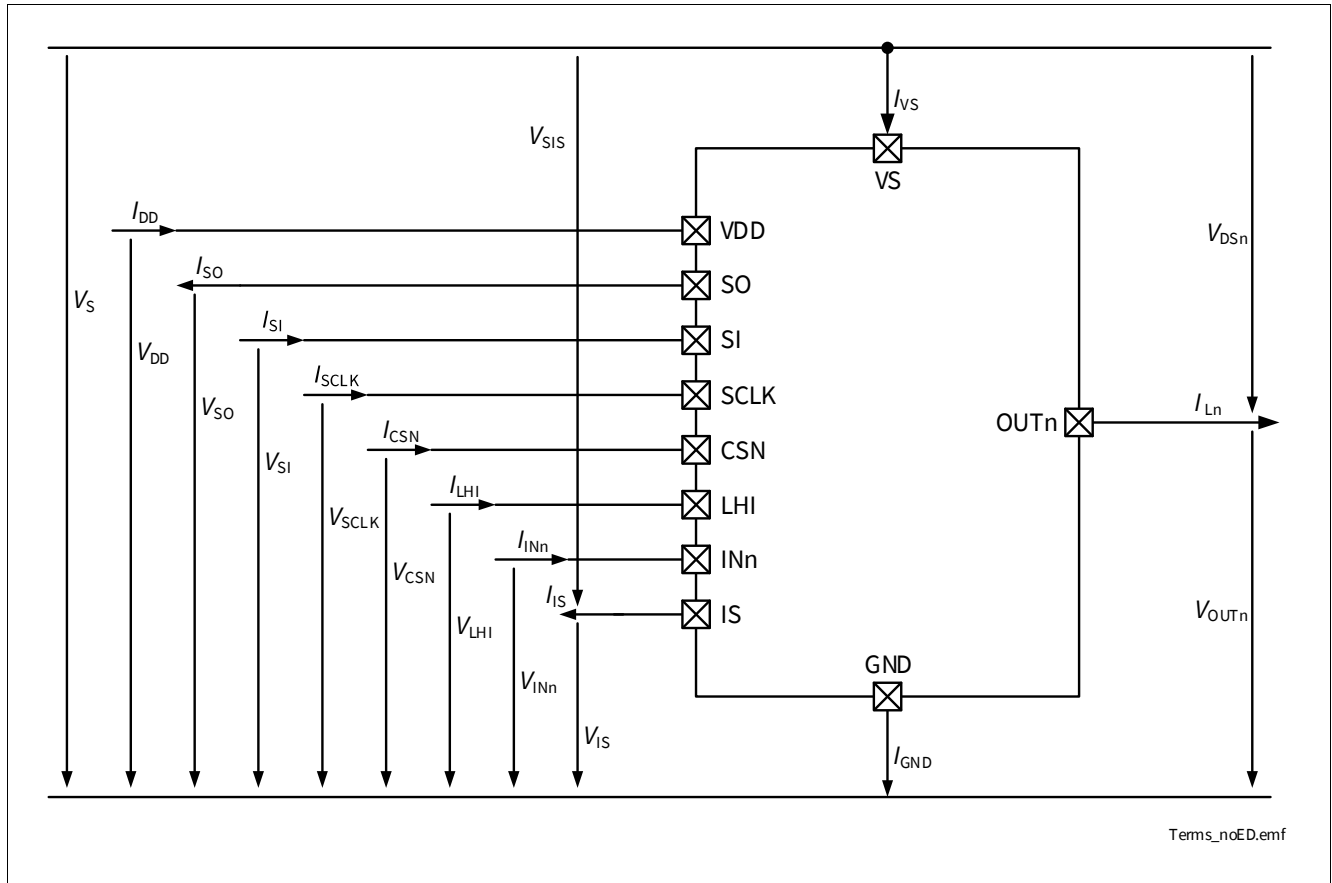 I_VS
V_SIS
VS
I_DD
VDD
V_DSn
I_SO
SO
V_S
I_SI
SI
V_DD
I_SCLK
SCLK
V_SO
I_Ln
OUTn
I_CSN
CSN
V_SI
I_LHI
LHI
V_SCLK
I_INn
INn
V_CSN
I_IS
IS
V_OUTn
V_LHI
GND
V_INn
V_IS
I_GND
Terms_noED.emf